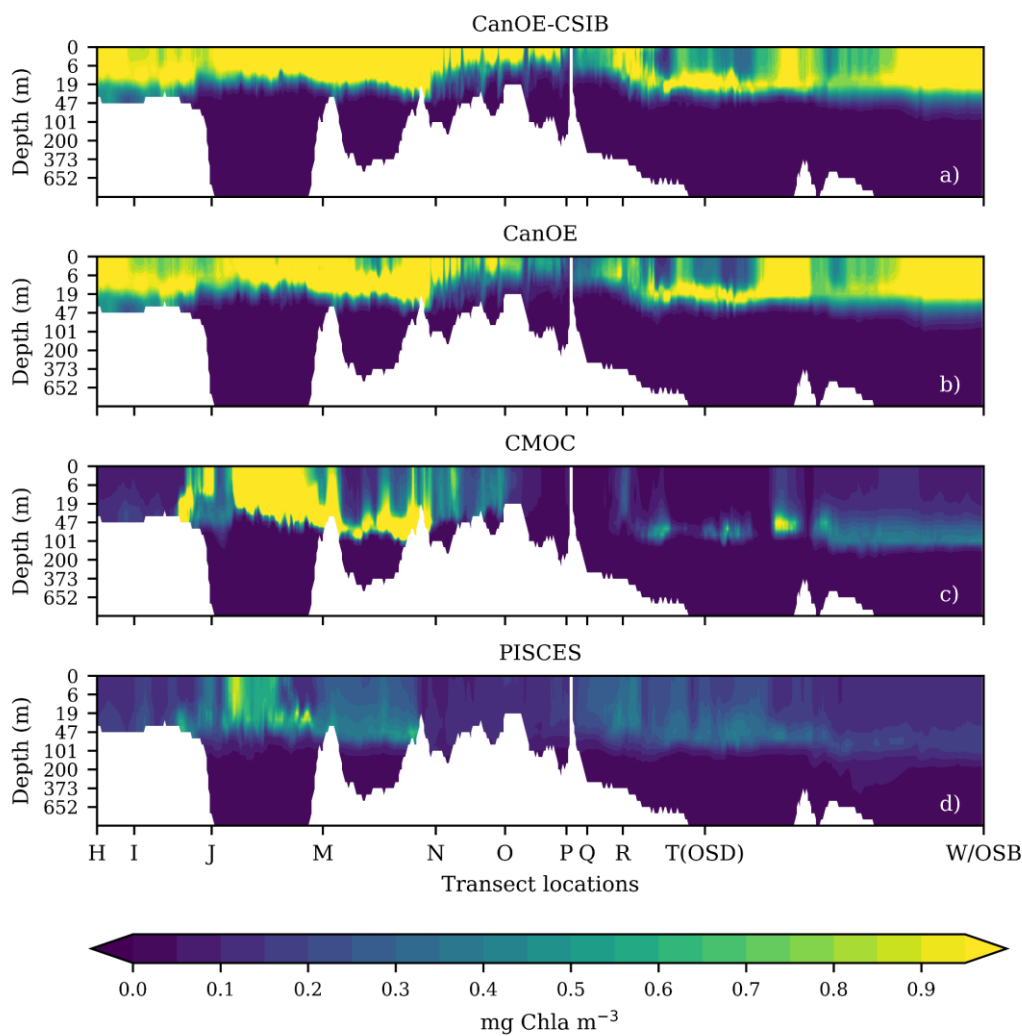 CanOE-CSIB
Depth (m)
0
6
19
47
101
200
373
652
a)
CanOE
Depth (m)
0
6
19
47
101
200
373
652
b)
CMOC
Depth (m)
0
6
19
47
101
200
373
652
c)
PISCES
Depth (m)
0
6
19
47
101
200
373
652
d)
H I J M N O P Q R T(OSD) W/OSB
Transect locations
0.0 0.1 0.2 0.3 0.4 0.5 0.6 0.7 0.8 0.9
mg Chla m⁻³